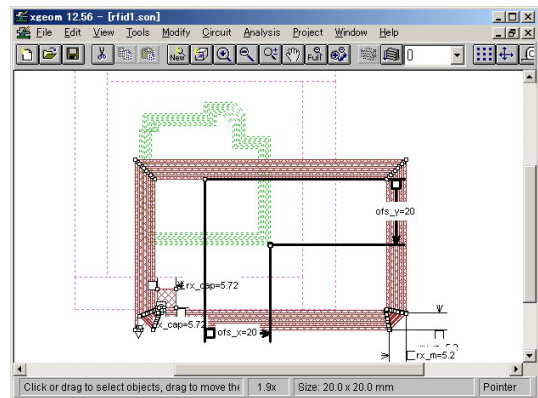 xgeom 12.56 - [rfid1.son]
File Edit View Tools Modify Circuit Analysis Project Window Help
New Full 0
ofs_y=20
rx_cap=5.72
x_cap=5.72
ofs_x=20
rx_m=5.2
Click or drag to select objects, drag to move the 1.9x Size: 20.0 x 20.0 mm Pointer